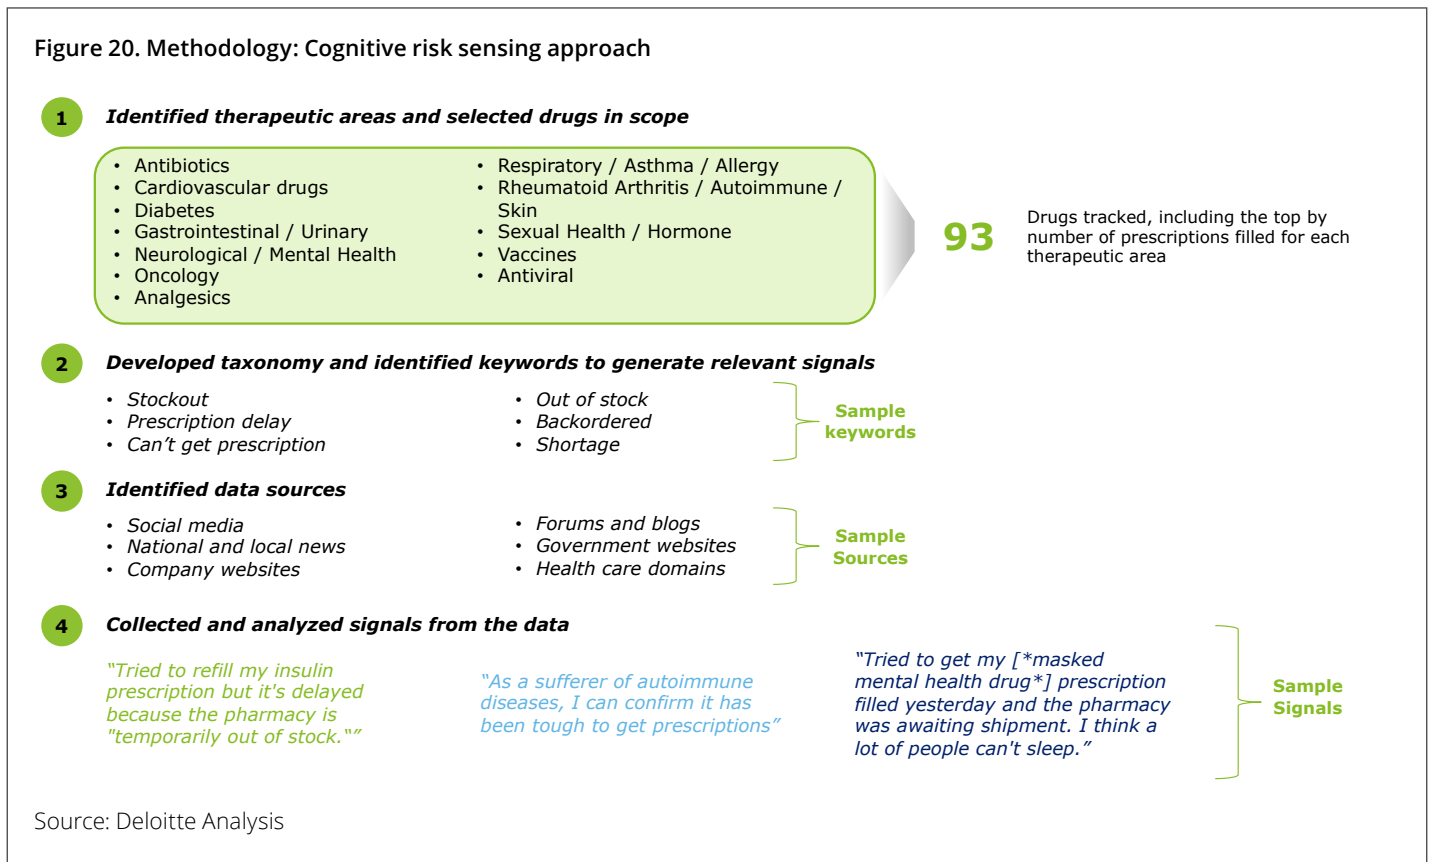 Figure 20. Methodology: Cognitive risk sensing approach
1
Identified therapeutic areas and selected drugs in scope
• Antibiotics
• Cardiovascular drugs
• Diabetes
• Gastrointestinal / Urinary
• Neurological / Mental Health
• Oncology
• Analgesics
• Respiratory / Asthma / Allergy
• Rheumatoid Arthritis / Autoimmune /
Skin
• Sexual Health / Hormone
• Vaccines
• Antiviral
93
Drugs tracked, including the top by
number of prescriptions filled for each
therapeutic area
2
Developed taxonomy and identified keywords to generate relevant signals
• Stockout
• Prescription delay
• Can’t get prescription
• Out of stock
• Backordered
• Shortage
Sample
keywords
3
Identified data sources
• Social media
• National and local news
• Company websites
• Forums and blogs
• Government websites
• Health care domains
Sample
Sources
4
Collected and analyzed signals from the data
“Tried to refill my insulin
prescription but it's delayed
because the pharmacy is
"temporarily out of stock.“”
“As a sufferer of autoimmune
diseases, I can confirm it has
been tough to get prescriptions”
“Tried to get my [*masked
mental health drug*] prescription
filled yesterday and the pharmacy
was awaiting shipment. I think a
lot of people can't sleep.”
Sample
Signals
Source: Deloitte Analysis